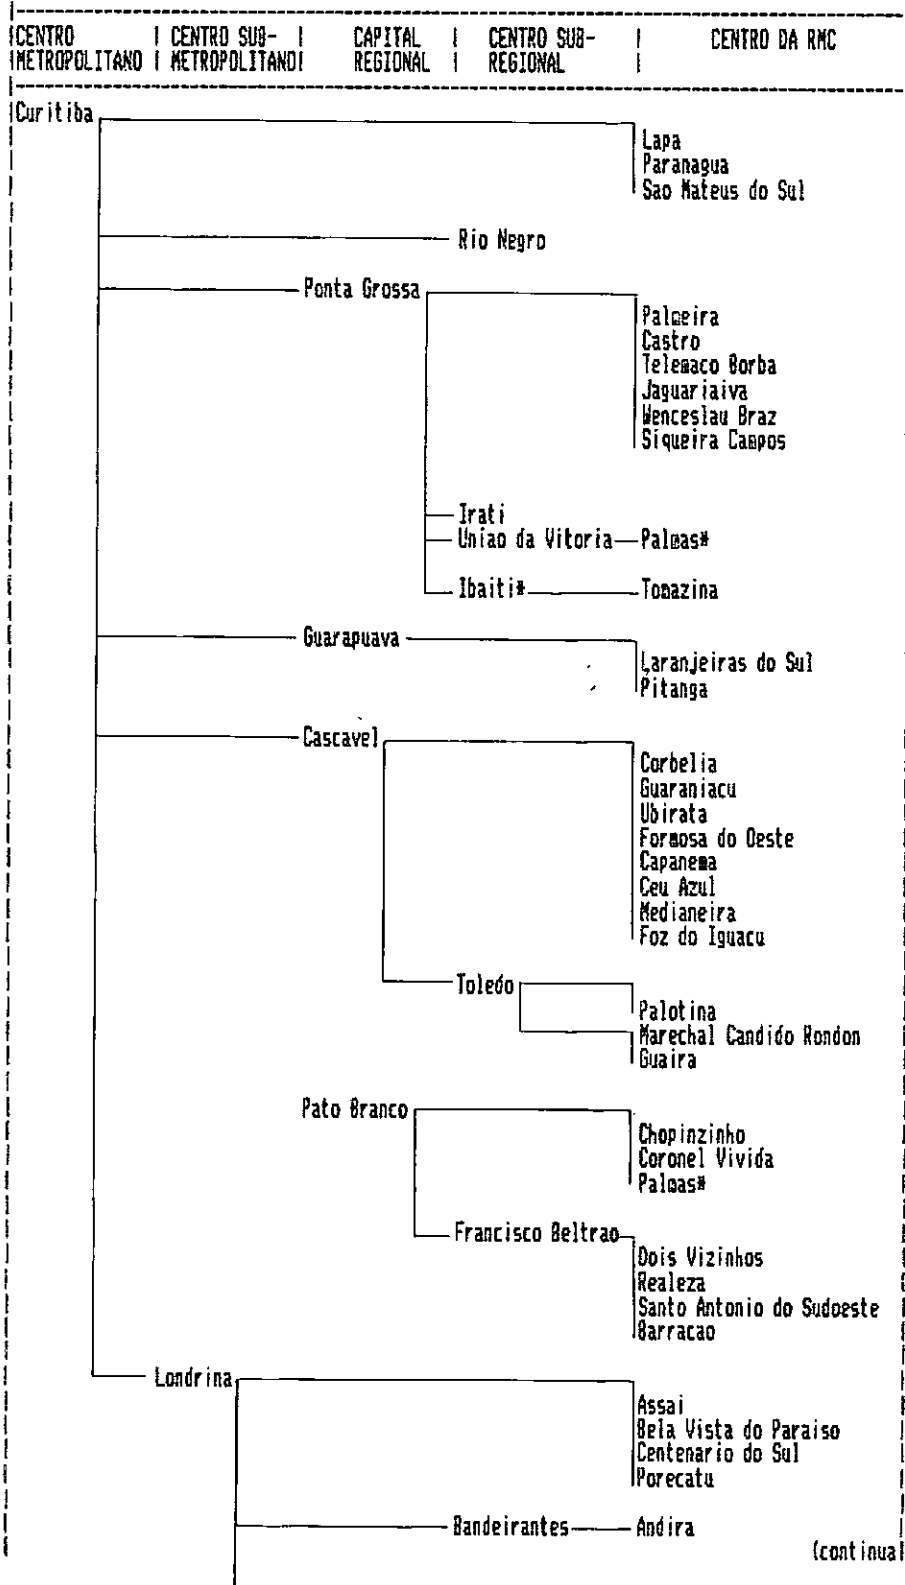 CENTRO | CENTRO SUB- | CAPITAL | CENTRO SUB- | CENTRO DA RMC
METROPOLITANO | METROPOLITANO | REGIONAL | REGIONAL |
Curitiba
Lapa
Paranagua
Sao Mateus do Sul
Rio Negro
Ponta Grossa
Palmeira
Castro
Telemaco Borba
Jaguariaiva
Wenceslau Braz
Siqueira Campos
Irati
Uniao da Vitoria Palmas*
Ibaiti* Tomazina
Guarapuava
Laranjeiras do Sul
Pitanga
Cascavel
Corbelia
Guaraniacu
Ubirata
Formosa do Oeste
Capanema
Ceu Azul
Medianeira
Foz do Iguacu
Toledo
Palotina
Marechal Candido Rondon
Guaira
Pato Branco
Chopinzinho
Coronel Vivida
Palmas*
Francisco Beltrao
Dois Vizinhos
Realeza
Santo Antonio do Sudoeste
Barracao
Londrina
Assai
Bela Vista do Paraiso
Centenario do Sul
Porecatu
Bandeirantes Andira
(continua